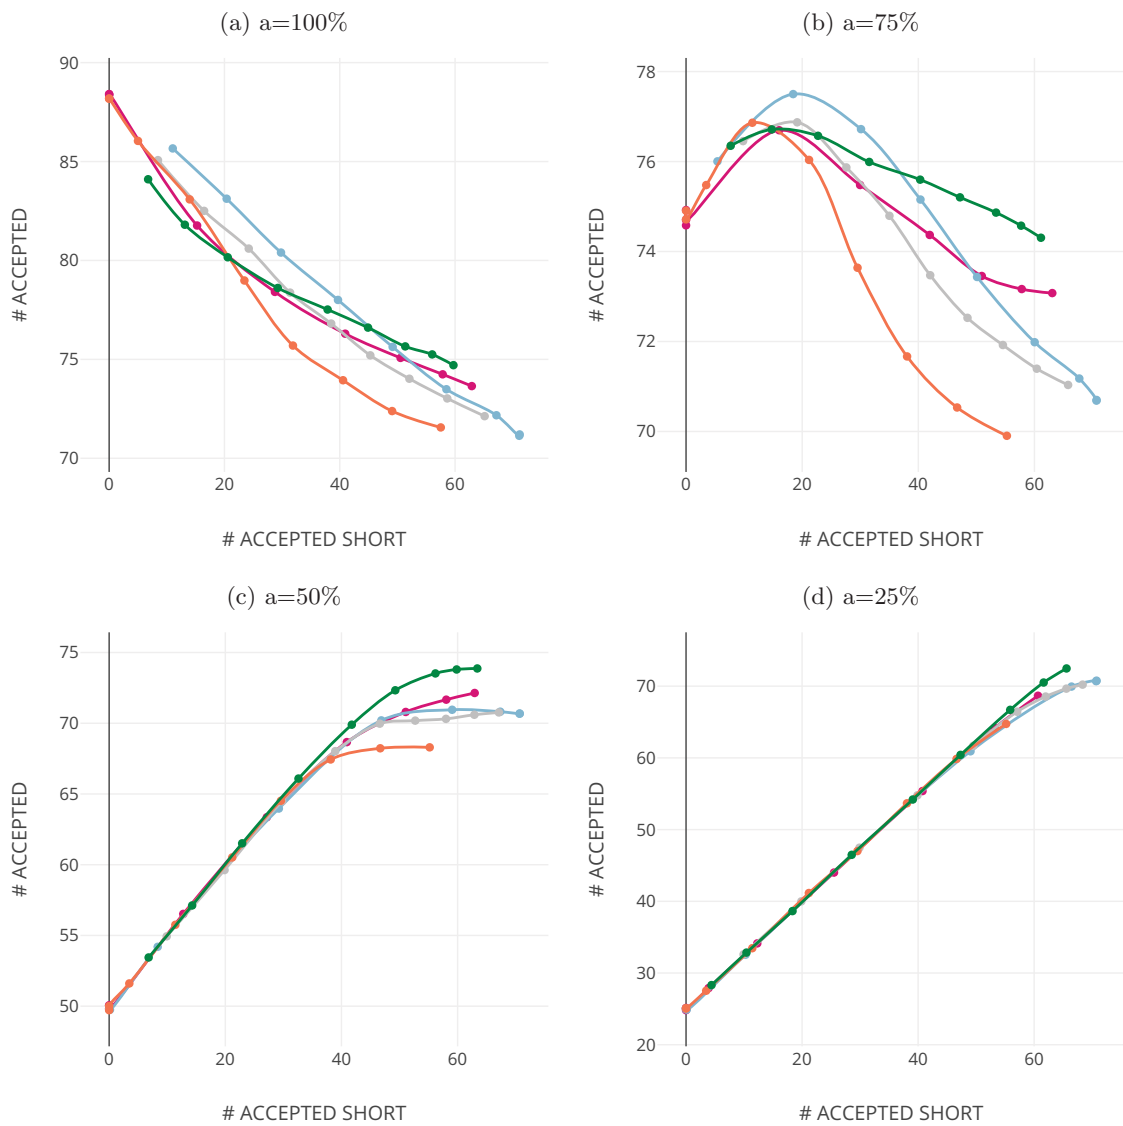 (a) a=100%
90
85
80
75
70
0 20 40 60
# ACCEPTED
# ACCEPTED SHORT
(b) a=75%
78
76
74
72
70
0 20 40 60
# ACCEPTED
# ACCEPTED SHORT
(c) a=50%
75
70
65
60
55
50
0 20 40 60
# ACCEPTED
# ACCEPTED SHORT
(d) a=25%
70
60
50
40
30
20
0 20 40 60
# ACCEPTED
# ACCEPTED SHORT